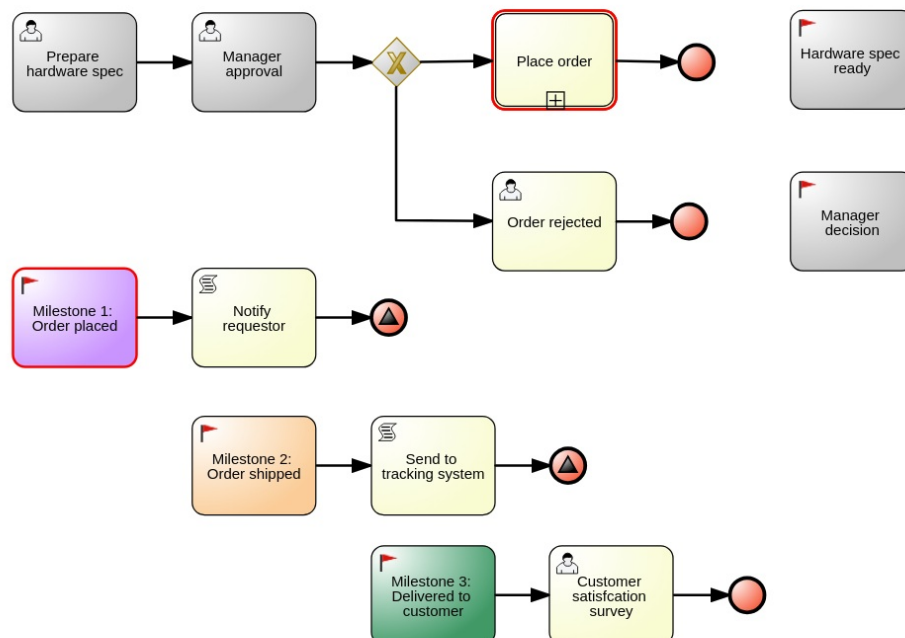 Prepare
hardware spec
Manager
approval
X
Place order
Hardware spec
ready
Order rejected
Manager
decision
Milestone 1:
Order placed
Notify
requestor
Milestone 2:
Order shipped
Send to
tracking system
Milestone 3:
Delivered to
customer
Customer
satisfcation
survey